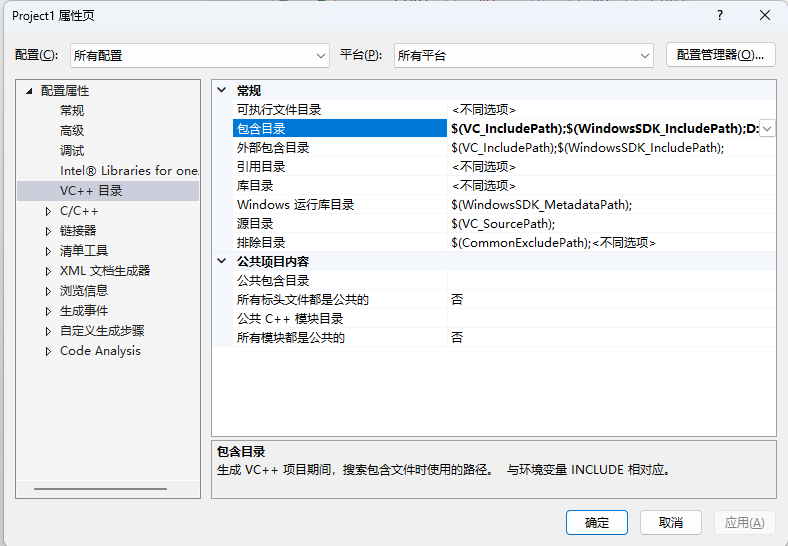 Project1 属性页
配置(C): 所有配置 平台(P): 所有平台 配置管理器(O)...
配置属性
常规
高级
调试
Intel® Libraries for one
VC++ 目录
C/C++
链接器
清单工具
XML 文档生成器
浏览信息
生成事件
自定义生成步骤
Code Analysis
常规
可执行文件目录 <不同选项>
包含目录 $(VC_IncludePath);$(WindowsSDK_IncludePath);D:
外部包含目录 $(VC_IncludePath);$(WindowsSDK_IncludePath);
引用目录 <不同选项>
库目录 <不同选项>
Windows 运行库目录 $(WindowsSDK_MetadataPath);
源目录 $(VC_SourcePath);
排除目录 $(CommonExcludePath);<不同选项>
公共项目内容
公共包含目录
所有标头文件都是公共的 否
公共 C++ 模块目录
所有模块都是公共的 否
包含目录
生成 VC++ 项目期间，搜索包含文件时使用的路径。 与环境变量 INCLUDE 相对应。
确定 取消 应用(A)